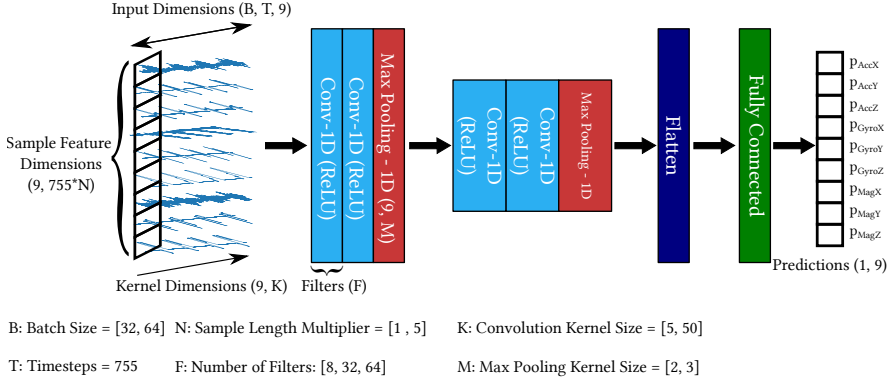 Input Dimensions (B, T, 9)
Sample Feature
Dimensions
(9, 755*N)
Kernel Dimensions (9, K)
Conv-1D (ReLU)
Conv-1D (ReLU)
Max Pooling - 1D (9, M)
Filters (F)
Conv-1D
(ReLU)
Conv-1D
(ReLU)
Max Pooling - 1D
Flatten
Fully Connected
pAccX
pAccY
pAccZ
pGyroX
pGyroY
pGyroZ
pMagX
pMagY
pMagZ
Predictions (1, 9)
B: Batch Size = [32, 64]
N: Sample Length Multiplier = [1 , 5]
K: Convolution Kernel Size = [5, 50]
T: Timesteps = 755
F: Number of Filters: [8, 32, 64]
M: Max Pooling Kernel Size = [2, 3]